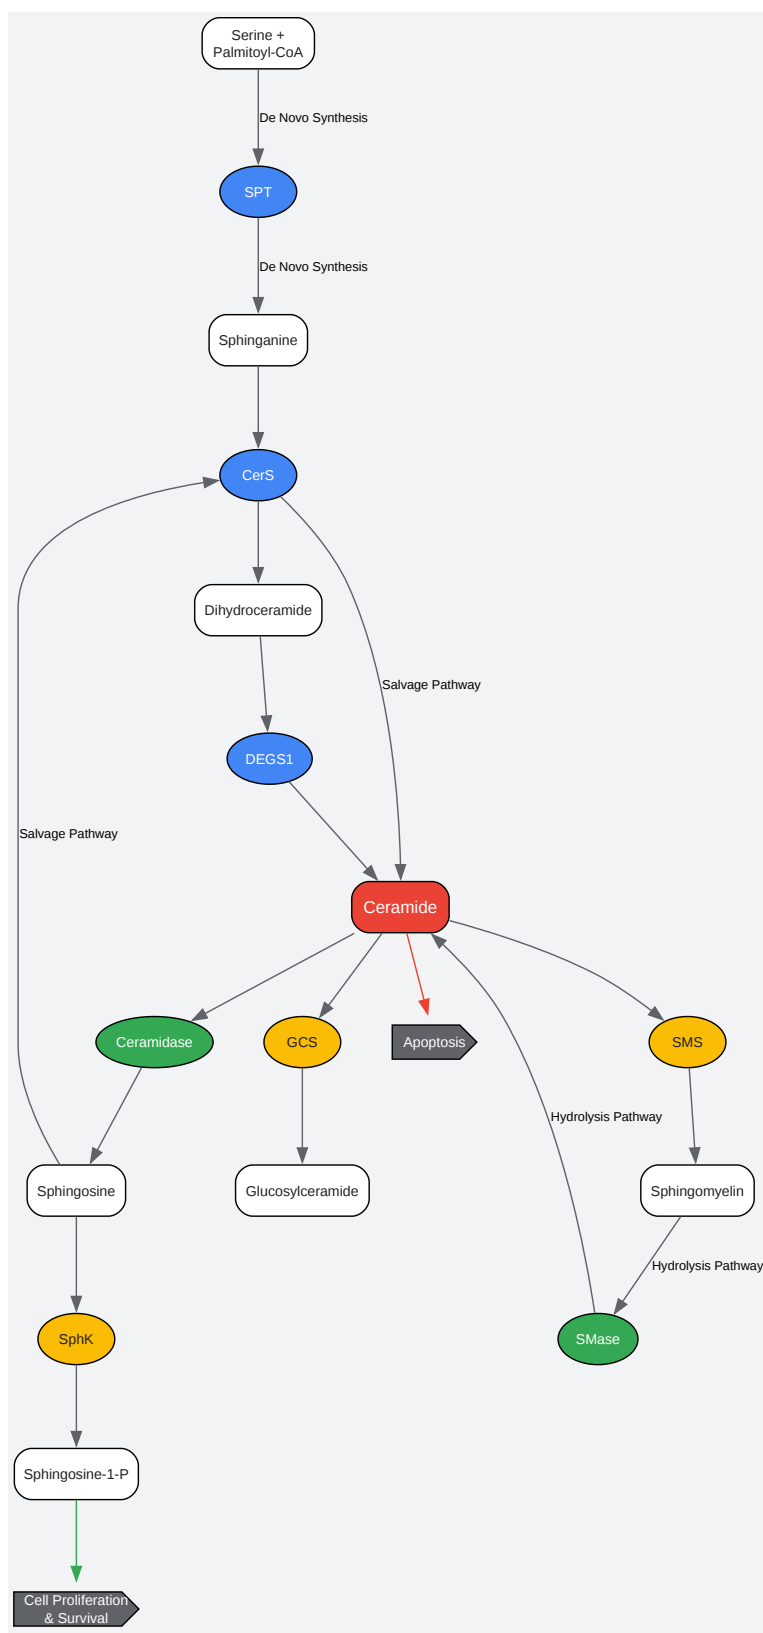 Serine +
Palmitoyl-CoA
De Novo Synthesis
SPT
De Novo Synthesis
Sphinganine
CerS
Dihydroceramide
Salvage Pathway
DEGS1
Salvage Pathway
Ceramide
Ceramidase
GCS
Apoptosis
SMS
Hydrolysis Pathway
Sphingosine
Glucosylceramide
Sphingomyelin
Hydrolysis Pathway
SphK
SMase
Sphingosine-1-P
Cell Proliferation
& Survival